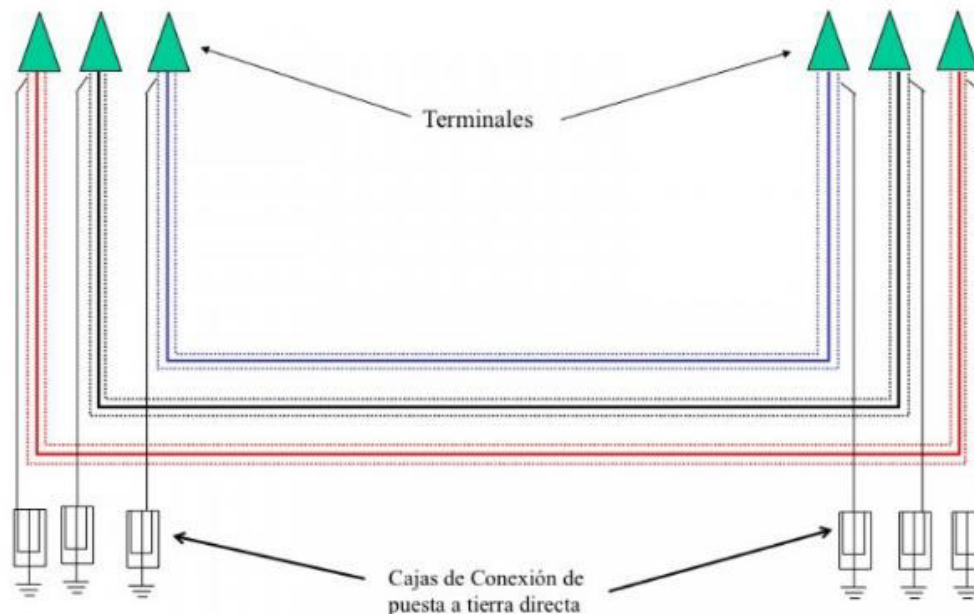 Terminales
Cajas de Conexión de
puesta a tierra directa